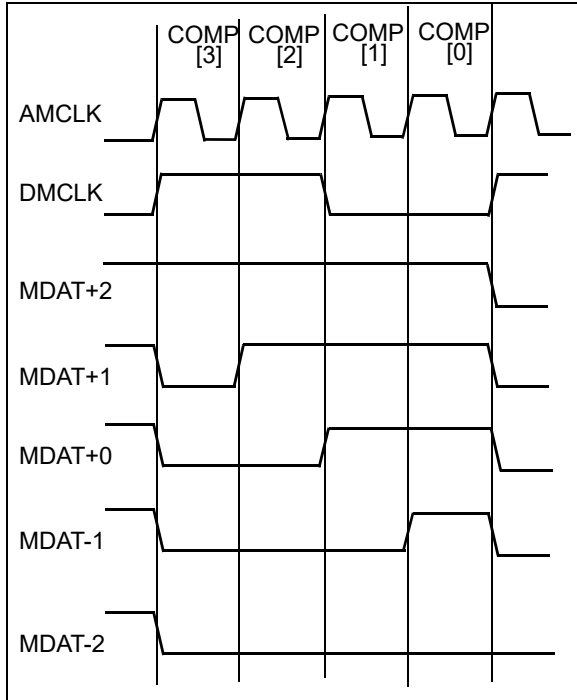 COMP COMP COMP COMP
[3] [2] [1] [0]
AMCLK
DMCLK
MDAT+2
MDAT+1
MDAT+0
MDAT-1
MDAT-2